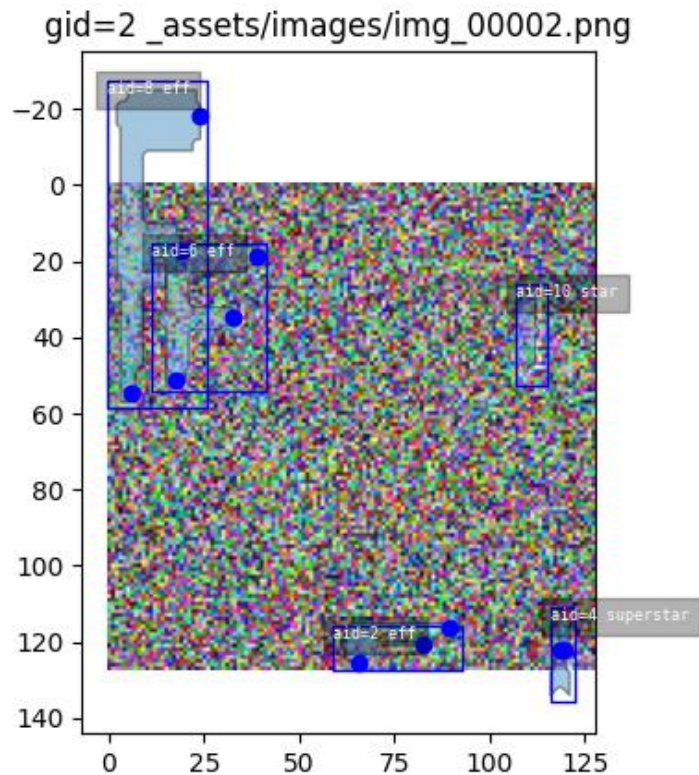 gid=2 _assets/images/img_00002.png
aid=8 eff
−20
0
aid=6 eff
20
aid=10 star
40
60
80
100
aid=4 superstar
aid=2 eff
120
140
0 25 50 75 100 125